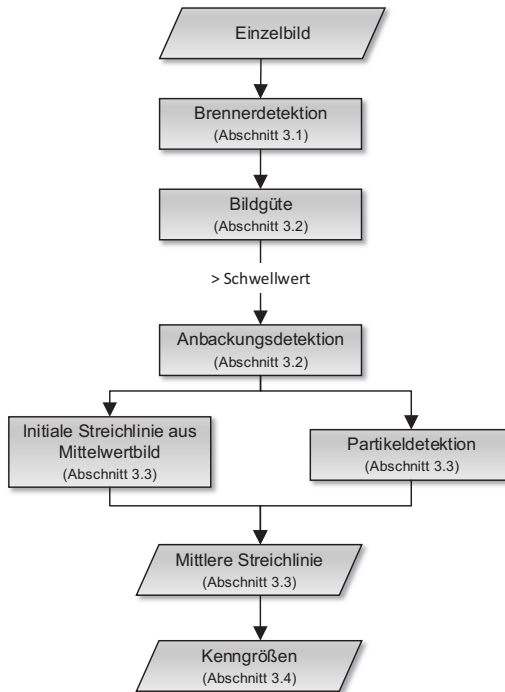 Einzelbild
Brennerdetektion
(Abschnitt 3.1)
Bildgüte
(Abschnitt 3.2)
> Schwellwert
Anbackungsdetektion
(Abschnitt 3.2)
Initiale Streichlinie aus
Mittelwertbild
(Abschnitt 3.3)
Partikeldetektion
(Abschnitt 3.3)
Mittlere Streichlinie
(Abschnitt 3.3)
Kenngrößen
(Abschnitt 3.4)